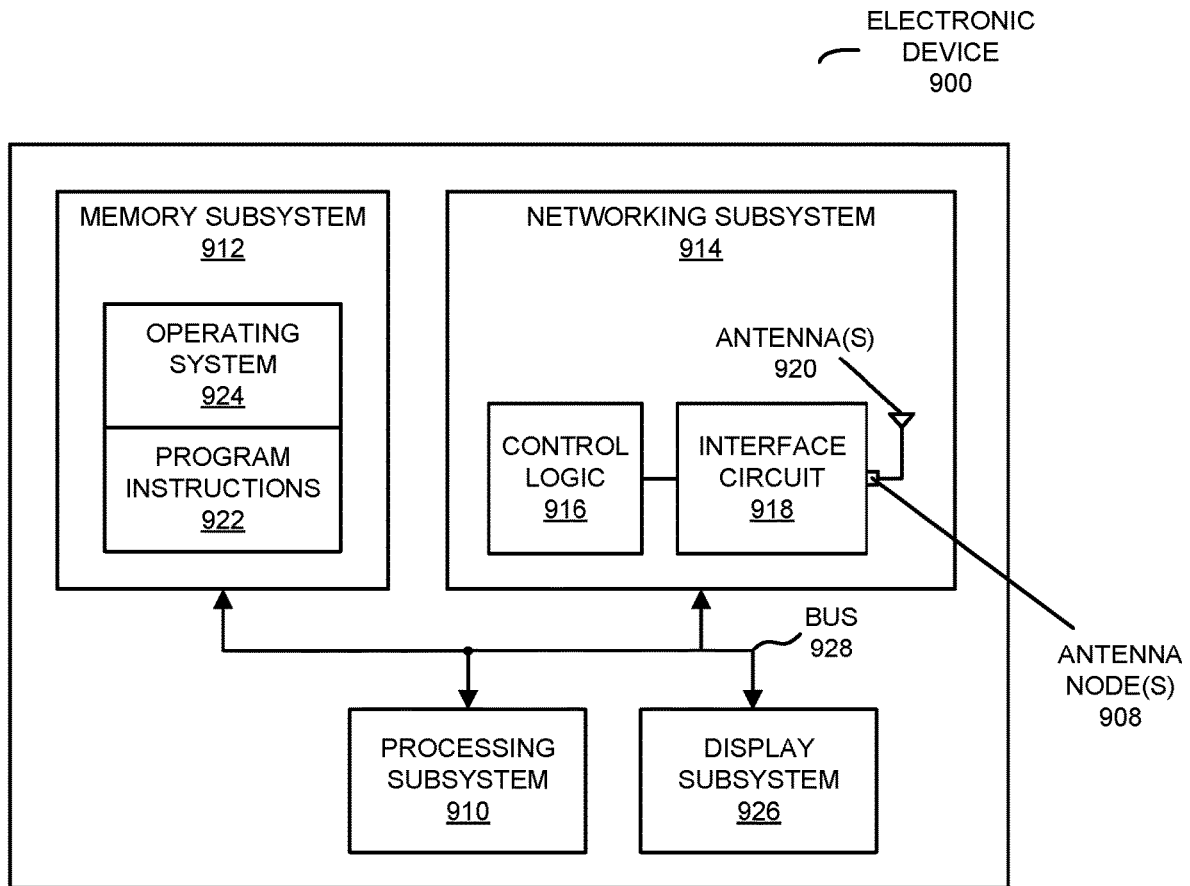 ELECTRONIC
DEVICE
900
MEMORY SUBSYSTEM
912
OPERATING
SYSTEM
924
PROGRAM
INSTRUCTIONS
922
NETWORKING SUBSYSTEM
914
ANTENNA(S)
920
CONTROL
LOGIC
916
INTERFACE
CIRCUIT
918
BUS
928
ANTENNA
NODE(S)
908
PROCESSING
SUBSYSTEM
910
DISPLAY
SUBSYSTEM
926